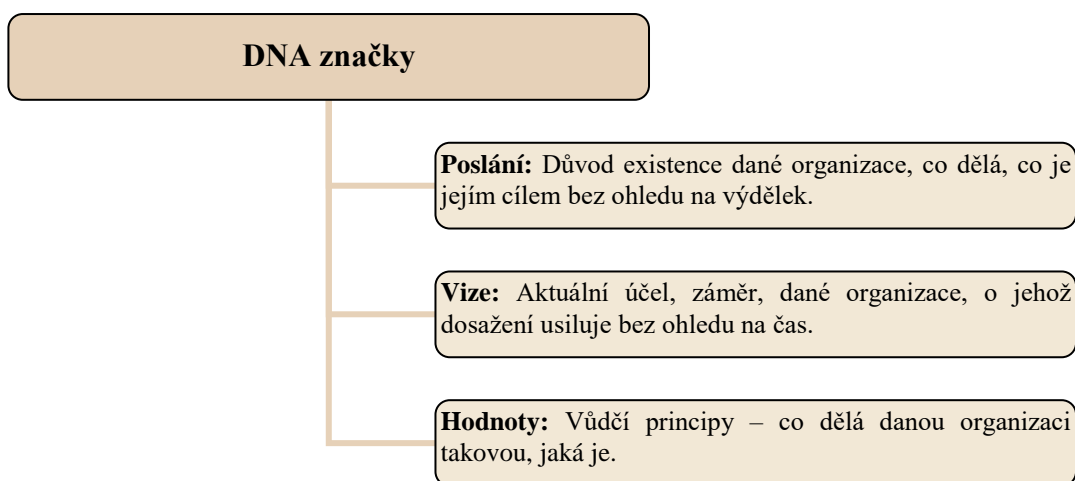 DNA značky
Poslání: Důvod existence dané organizace, co dělá, co je
jejím cílem bez ohledu na výdělek.
Vize: Aktuální účel, záměr, dané organizace, o jehož
dosažení usiluje bez ohledu na čas.
Hodnoty: Vůdčí principy – co dělá danou organizaci
takovou, jaká je.